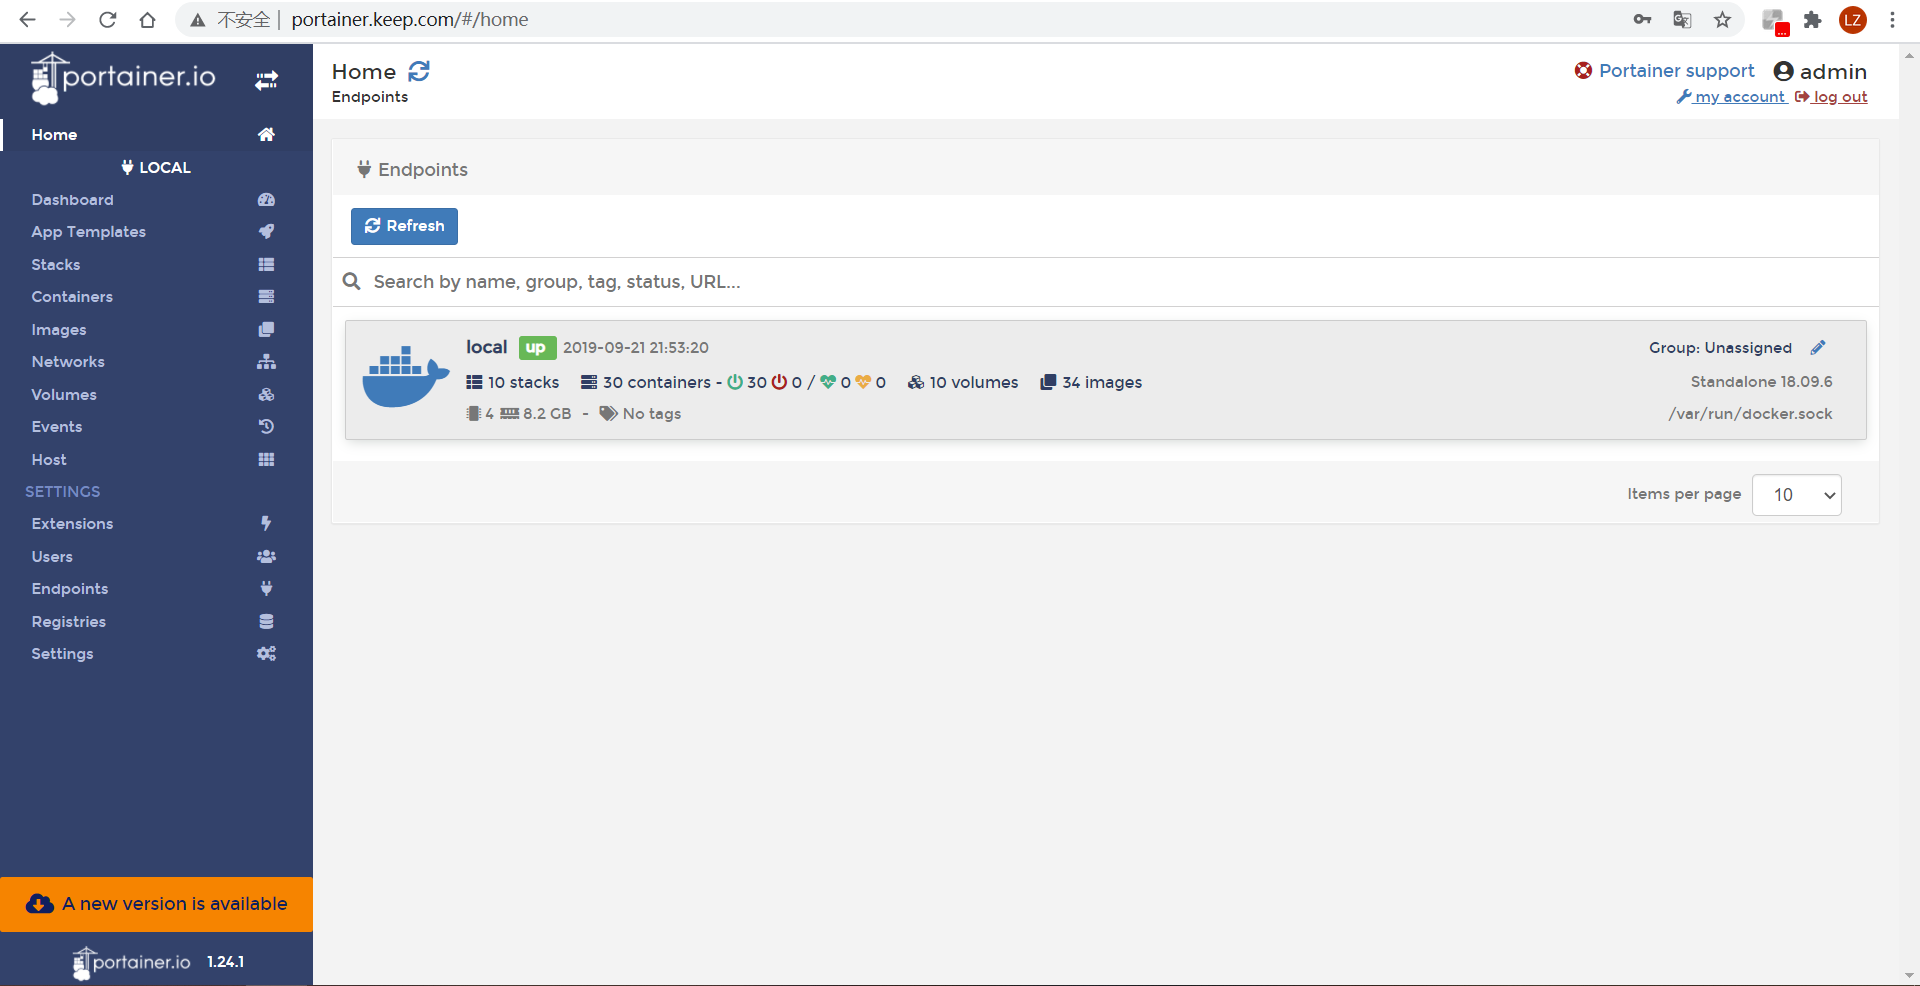 不安全 | portainer.keep.com/#/home
LZ
portainer.io
Home
LOCAL
Dashboard
App Templates
Stacks
Containers
Images
Networks
Volumes
Events
Host
SETTINGS
Extensions
Users
Endpoints
Registries
Settings
A new version is available
portainer.io 1.24.1
Home
Endpoints
Portainer support admin
my account log out
Endpoints
Refresh
Search by name, group, tag, status, URL...
local up 2019-09-21 21:53:20
10 stacks 30 containers - 30 0 / 0 0 10 volumes 34 images
4 8.2 GB - No tags
Group: Unassigned
Standalone 18.09.6
/var/run/docker.sock
Items per page 10